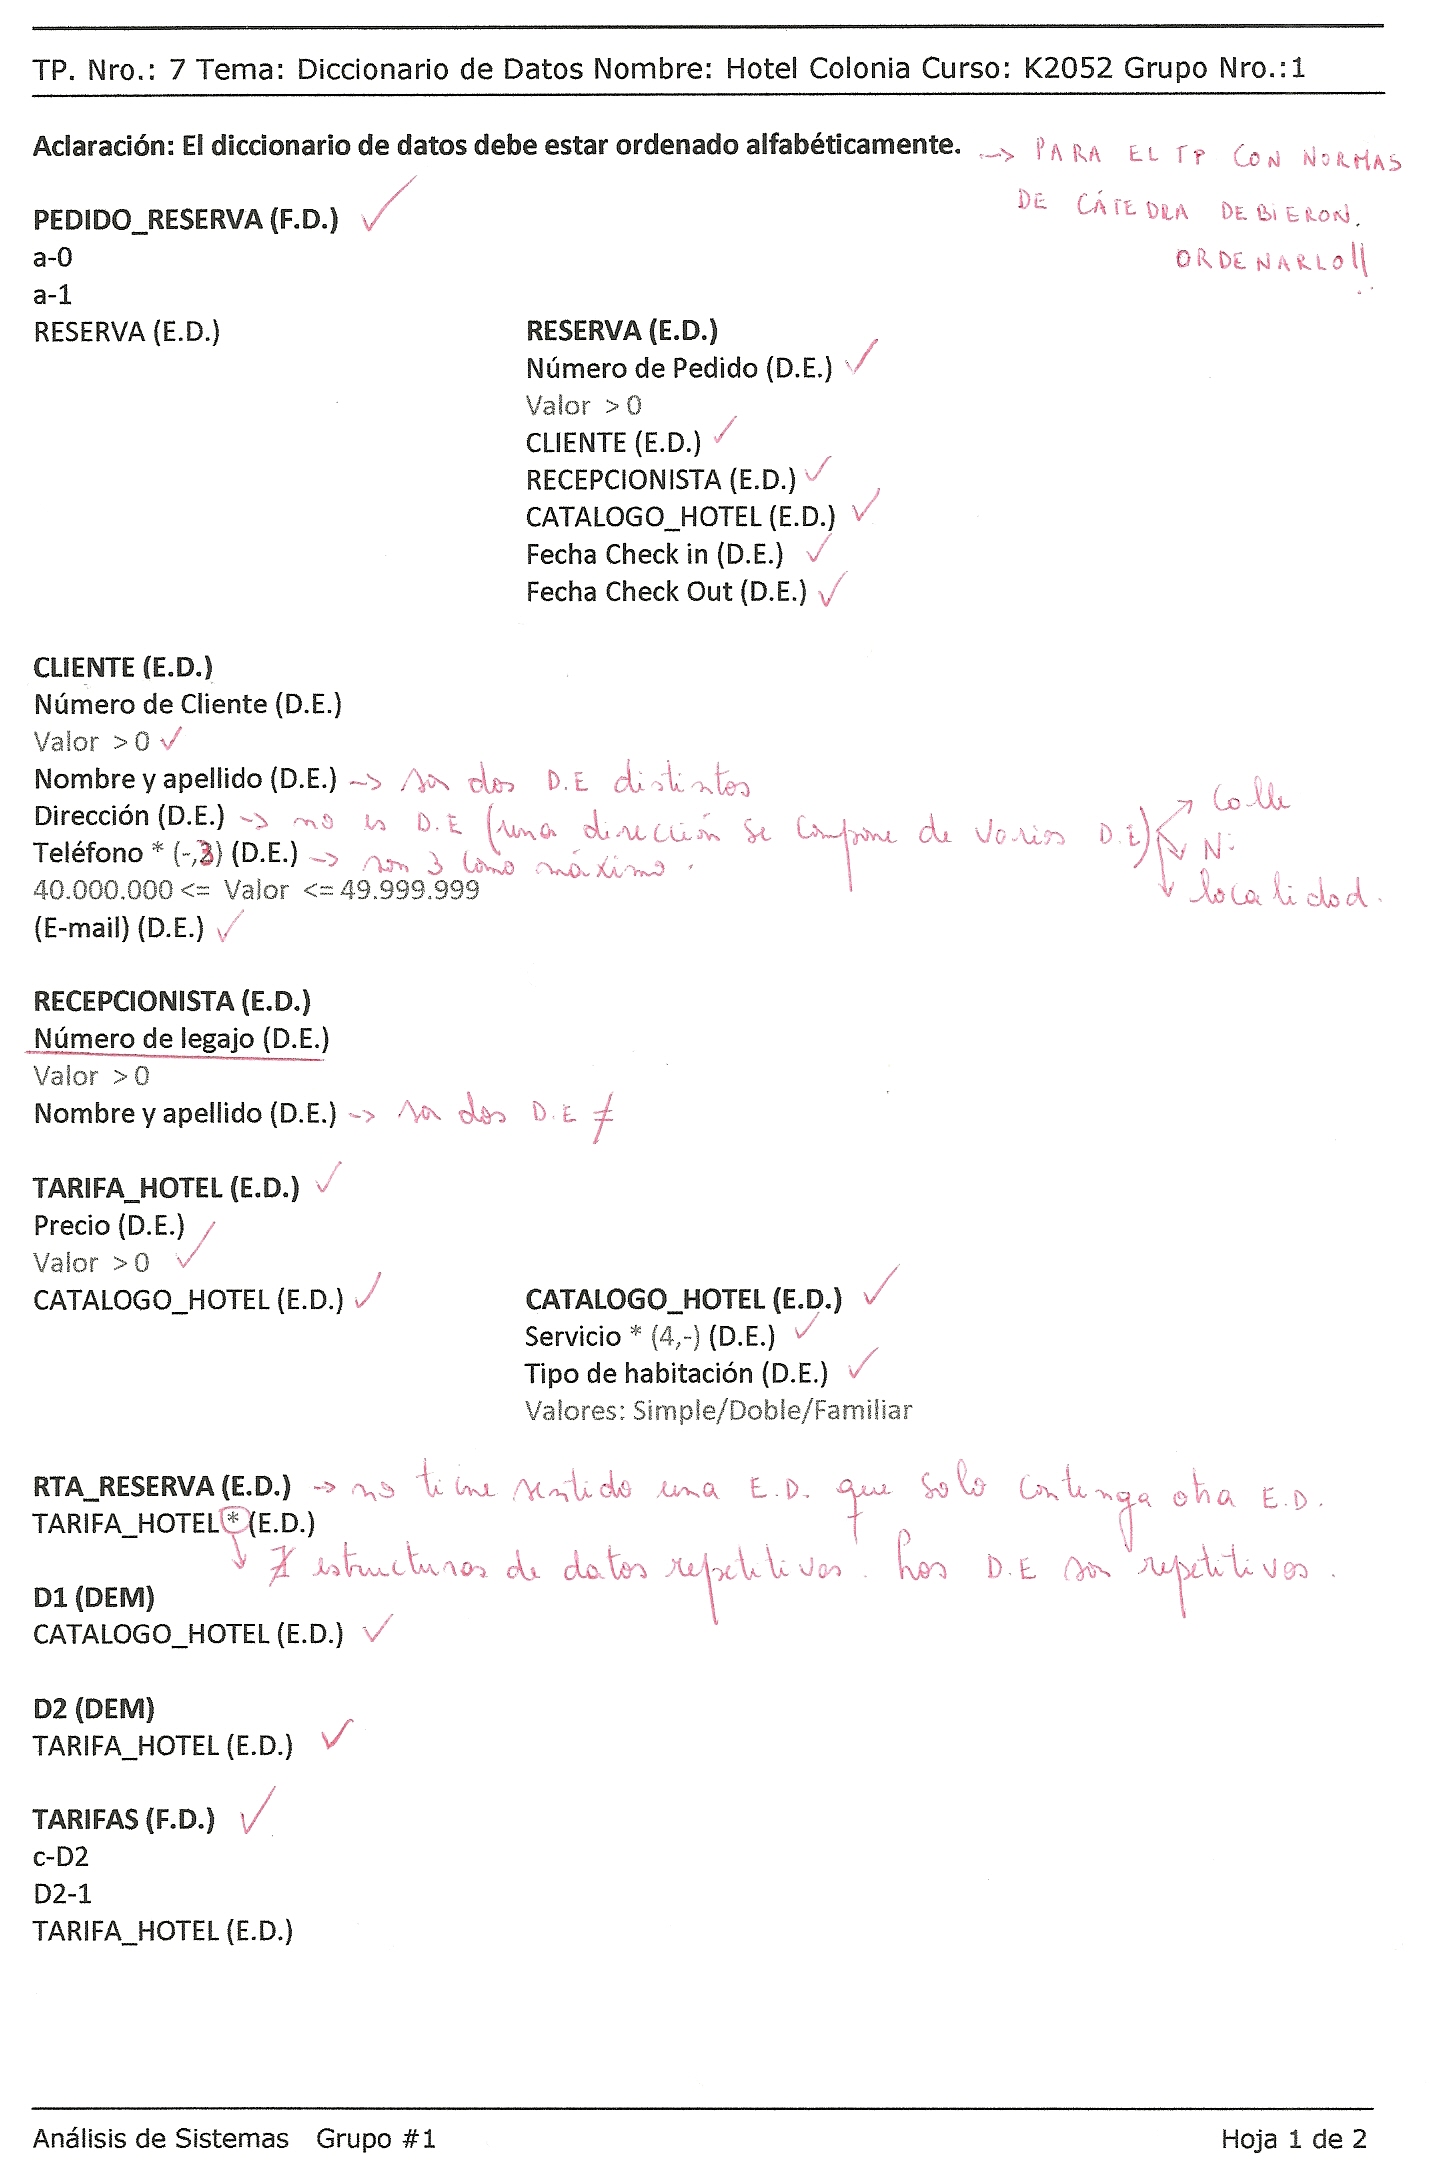 TP. Nro.: 7 Tema: Diccionario de Datos Nombre: Hotel Colonia Curso: K2052 Grupo Nro.:1
Aclaración: El diccionario de datos debe estar ordenado alfabéticamente. -> PARA EL TP CON NORMAS
DE CÁTEDRA DEBIERON.
ORDENARLO!!
PEDIDO_RESERVA (F.D.)
a-0
a-1
RESERVA (E.D.)
RESERVA (E.D.)
Número de Pedido (D.E.)
Valor > 0
CLIENTE (E.D.)
RECEPCIONISTA (E.D.)
CATALOGO_HOTEL (E.D.)
Fecha Check in (D.E.)
Fecha Check Out (D.E.)
CLIENTE (E.D.)
Número de Cliente (D.E.)
Valor > 0
Nombre y apellido (D.E.) -> son dos D.E distintos
Dirección (D.E.) -> no es D.E (una dirección se compone de varios D.E) Calle
Nº
localidad.
Teléfono * (-,3) (D.E.) -> son 3 como máximo.
40.000.000 <= Valor <= 49.999.999
(E-mail) (D.E.)
RECEPCIONISTA (E.D.)
Número de legajo (D.E.)
Valor > 0
Nombre y apellido (D.E.) -> son dos D.E ≠
TARIFA_HOTEL (E.D.)
Precio (D.E.)
Valor > 0
CATALOGO_HOTEL (E.D.)
CATALOGO_HOTEL (E.D.)
Servicio * (4,-) (D.E.)
Tipo de habitación (D.E.)
Valores: Simple/Doble/Familiar
RTA_RESERVA (E.D.) -> no tiene sentido una E.D. que solo contenga otra E.D.
TARIFA_HOTEL * (E.D.)
∄ estructuras de datos repetitivas. Los D.E son repetitivos.
D1 (DEM)
CATALOGO_HOTEL (E.D.)
D2 (DEM)
TARIFA_HOTEL (E.D.)
TARIFAS (F.D.)
c-D2
D2-1
TARIFA_HOTEL (E.D.)
Análisis de Sistemas Grupo #1 Hoja 1 de 2